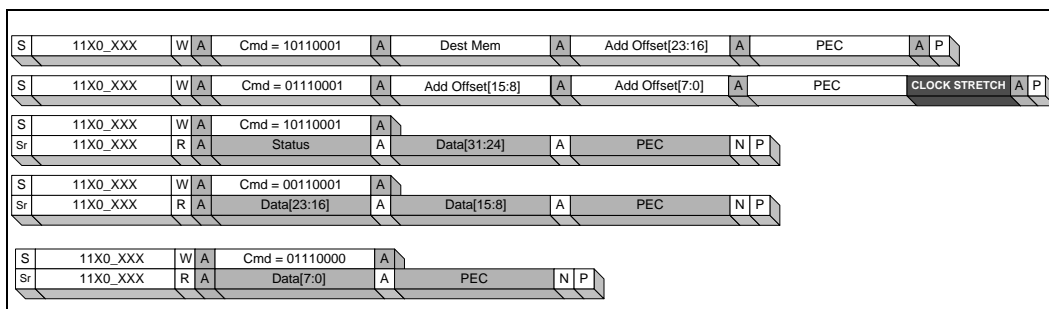 S 11X0_XXX W A Cmd = 10110001 A Dest Mem A Add Offset[23:16] A PEC A P
S 11X0_XXX W A Cmd = 01110001 A Add Offset[15:8] A Add Offset[7:0] A PEC CLOCK STRETCH A P
S 11X0_XXX W A Cmd = 10110001 A
Sr 11X0_XXX R A Status A Data[31:24] A PEC N P
S 11X0_XXX W A Cmd = 00110001 A
Sr 11X0_XXX R A Data[23:16] A Data[15:8] A PEC N P
S 11X0_XXX W A Cmd = 01110000 A
Sr 11X0_XXX R A Data[7:0] A PEC N P